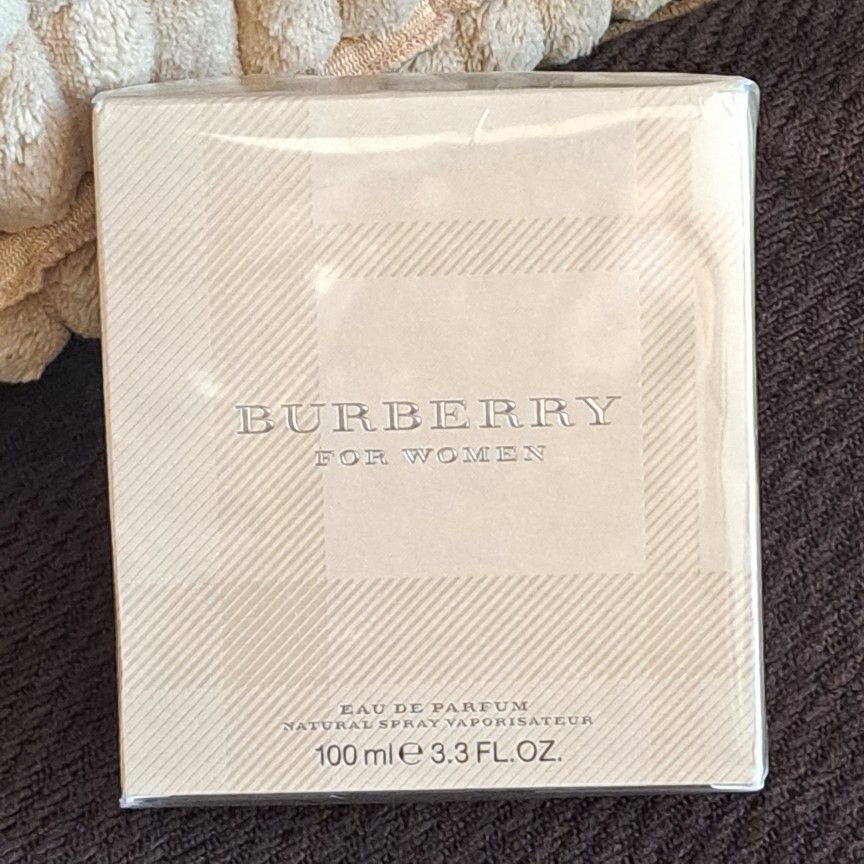 BURBERRY
FOR WOMEN
EAU DE PARFUM
NATURAL SPRAY VAPORISATEUR
100 ml ℮ 3.3 FL.OZ.